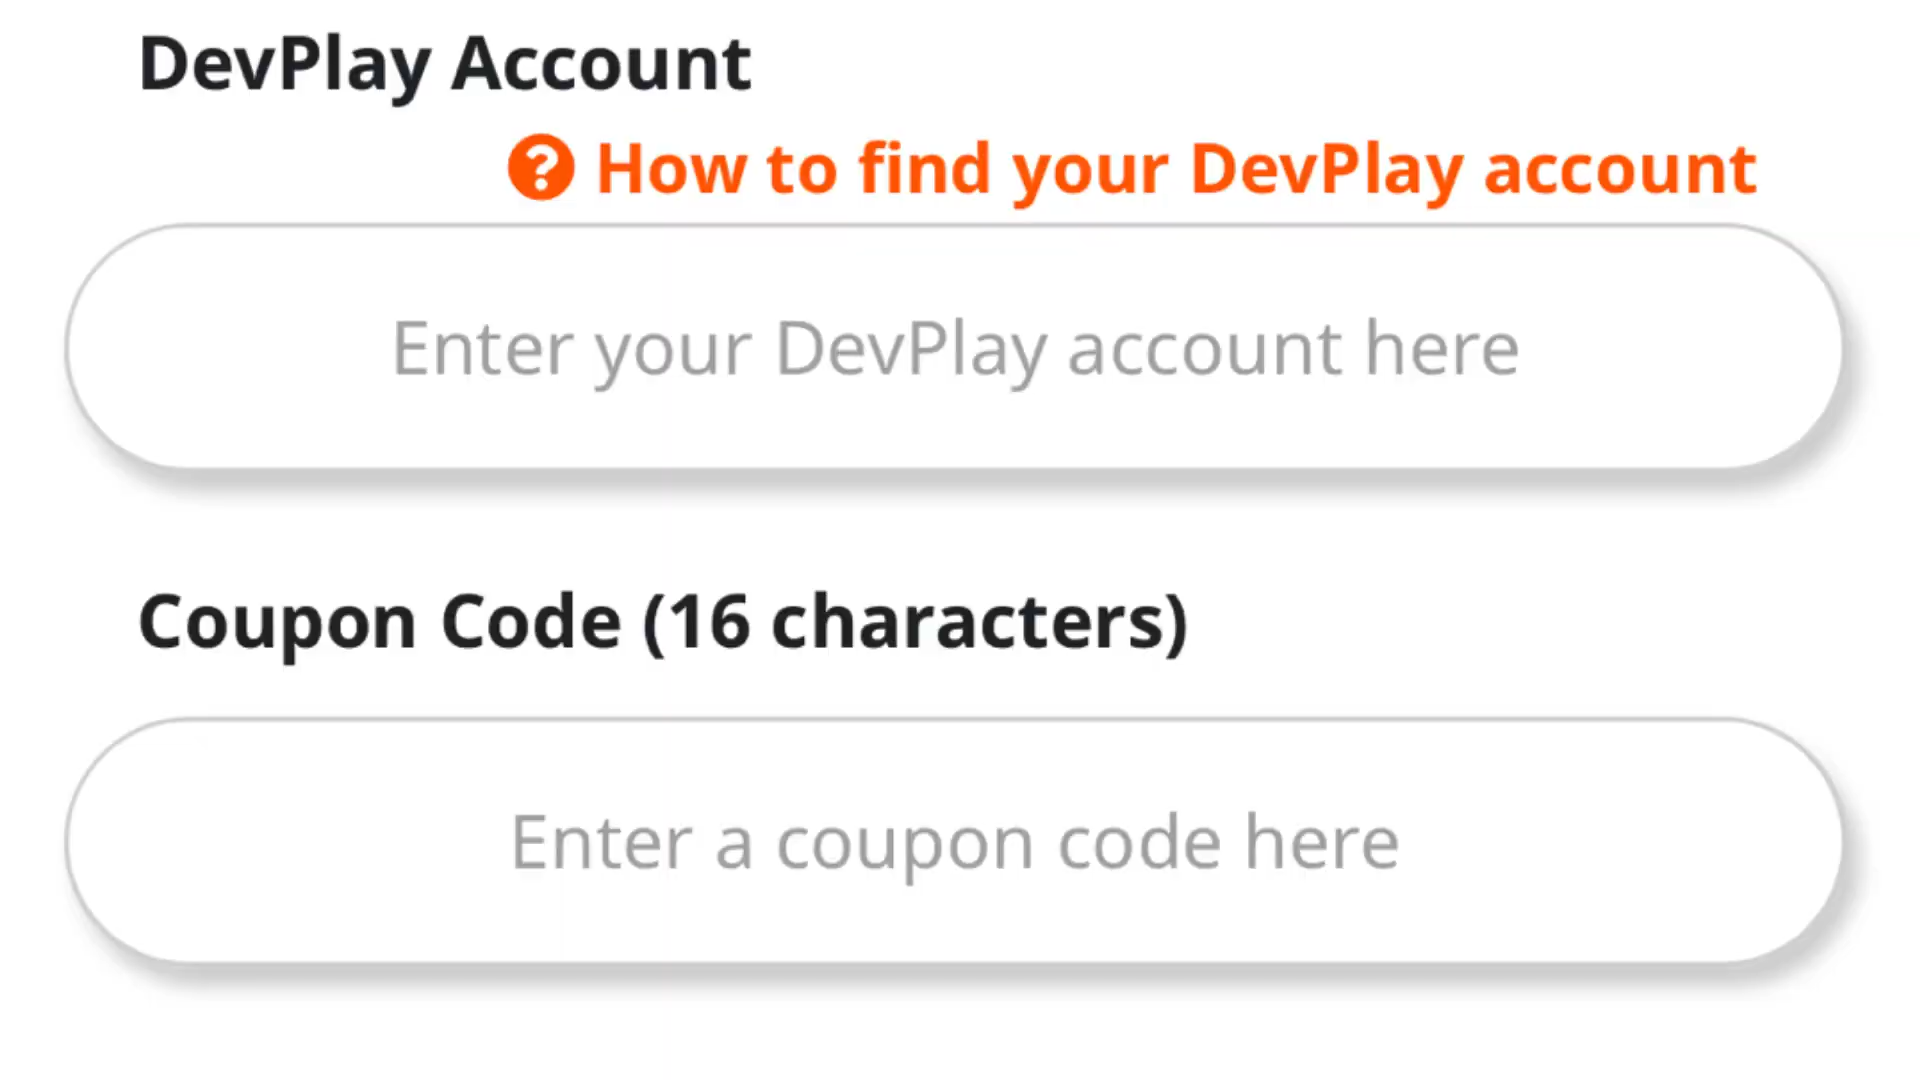 DevPlay Account
How to find your DevPlay account
Enter your DevPlay account here
Coupon Code (16 characters)
Enter a coupon code here